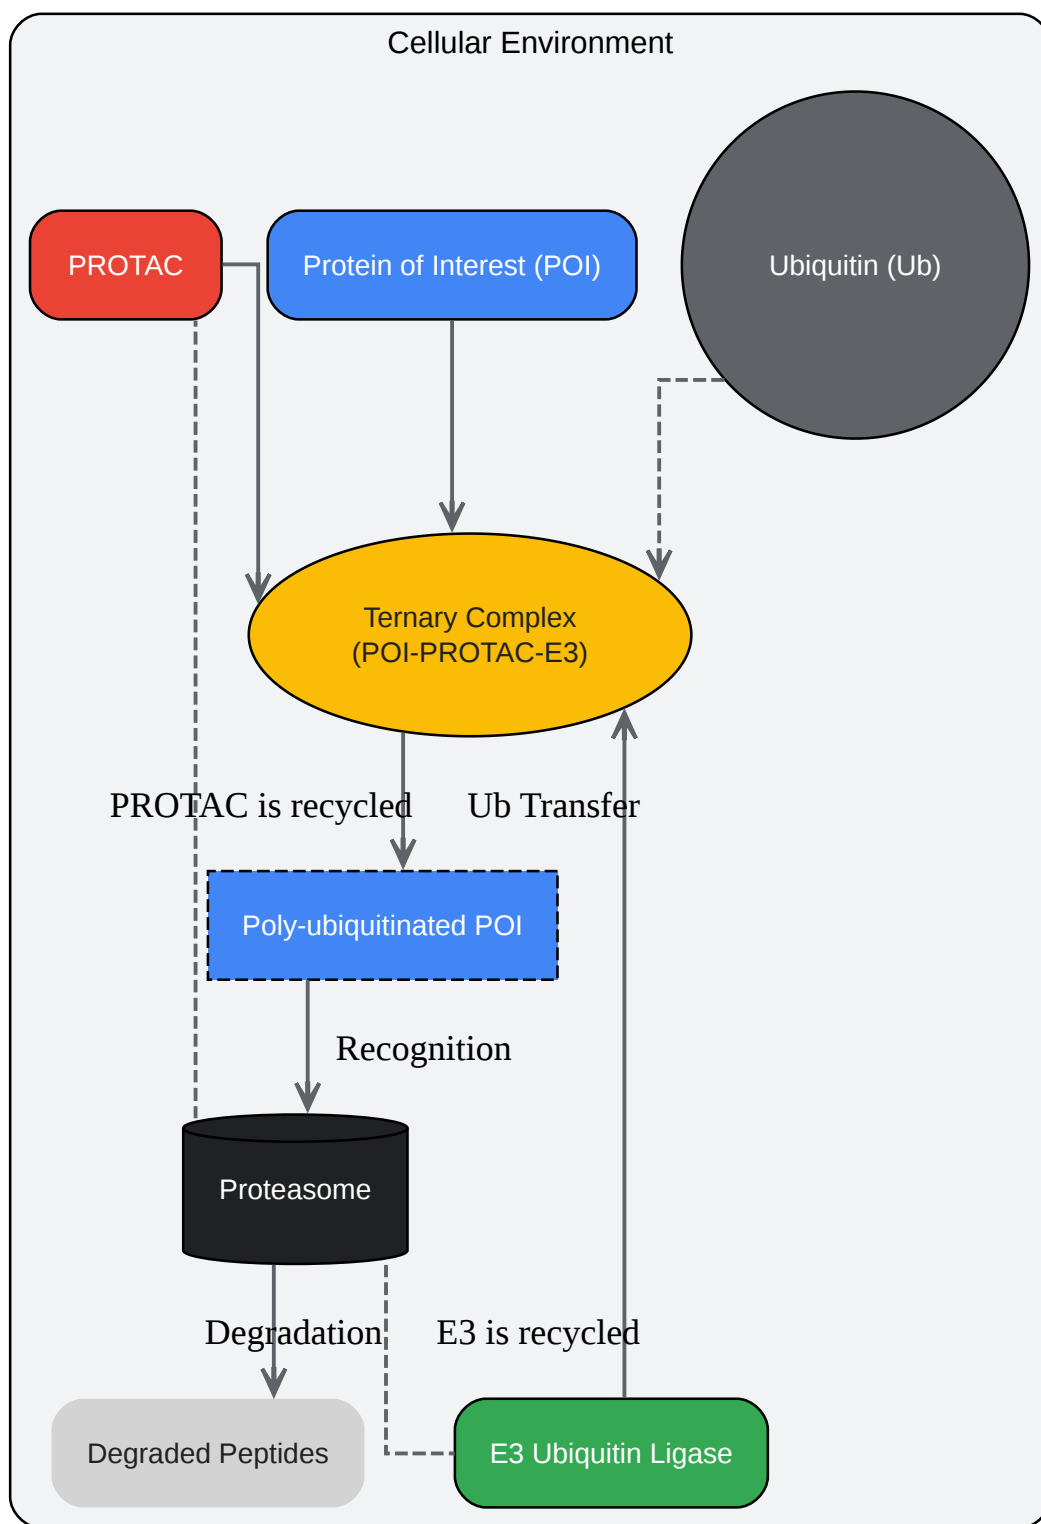 Cellular Environment
PROTAC
Protein of Interest (POI)
Ubiquitin (Ub)
Ternary Complex
(POI-PROTAC-E3)
PROTAC is recycled
Ub Transfer
Poly-ubiquitinated POI
Recognition
Proteasome
Degradation
E3 is recycled
Degraded Peptides
E3 Ubiquitin Ligase